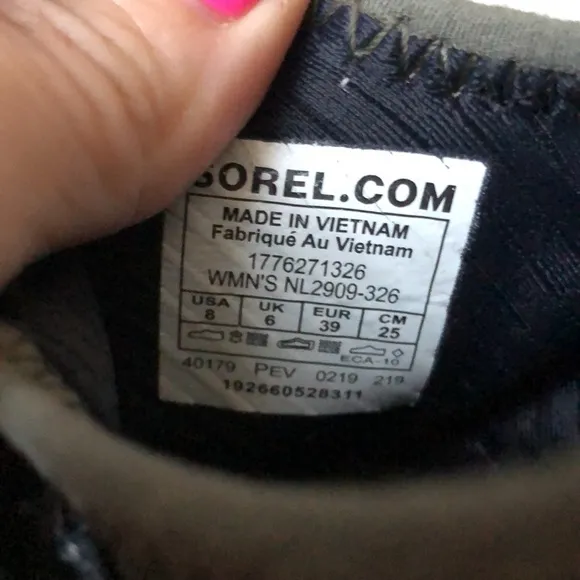 SOREL.COM
MADE IN VIETNAM
Fabriqué Au Vietnam
1776271326
WMN'S NL2909-326
USA UK EUR CM
8 6 39 25
ECA-10
40179 PEV 0219 219
192660528311